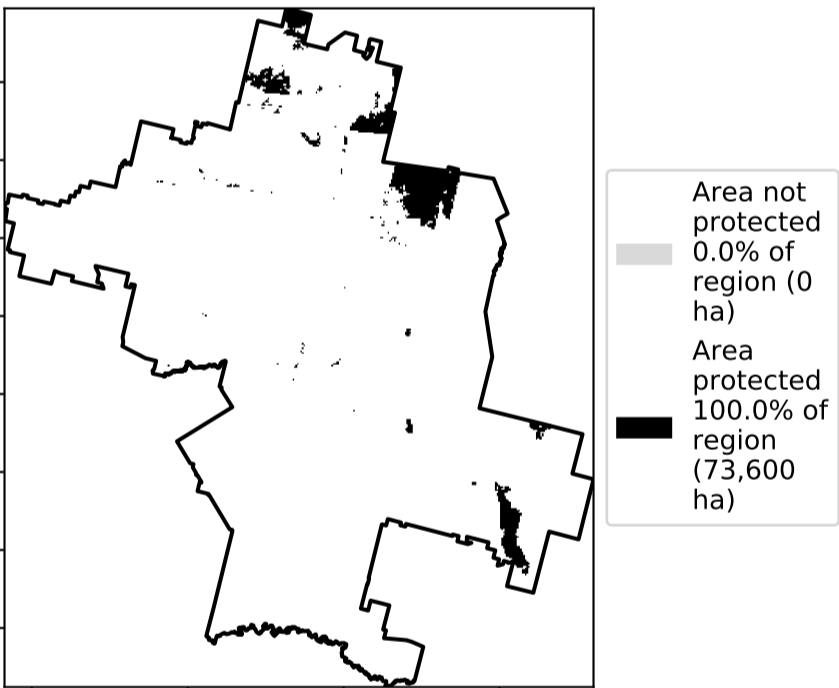 Area not
protected
0.0% of
region (0
ha)
Area
protected
100.0% of
region
(73,600
ha)